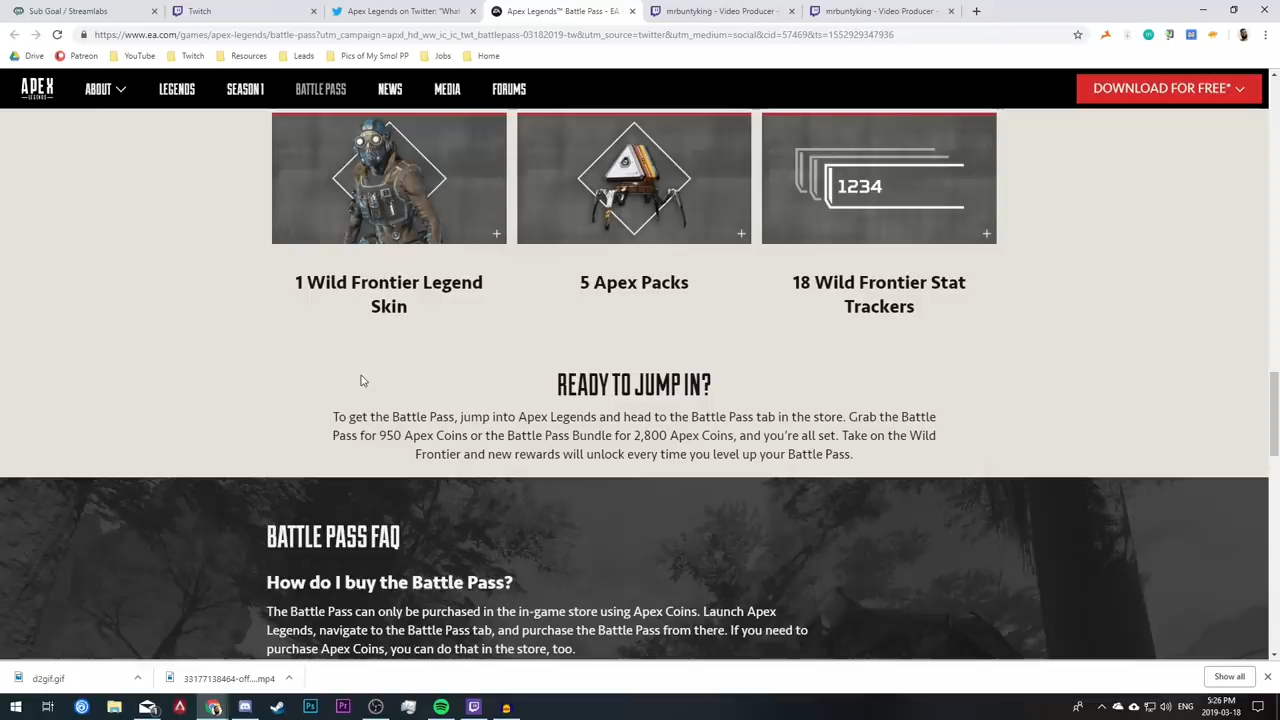 Sub Goal / Streamlabs
Twitch
Apex Legends on Twitter: "What
Apex Legends™ Battle Pass - EA
mrbuntyking - Video Producer -
mrbuntyking - Video Producer -
https://www.ea.com/games/apex-legends/battle-pass?utm_campaign=apxl_hd_ww_ic_ic_twt_battlepass-03182019-tw&utm_source=twitter&utm_medium=social&cid=57469&ts=1552929347936
Drive
Patreon
YouTube
Twitch
Resources
Leads
Pics of My Smol PP
Jobs
Home
APEX
LEGENDS
ABOUT
LEGENDS
SEASON 1
BATTLE PASS
NEWS
MEDIA
FORUMS
DOWNLOAD FOR FREE*
1234
1 Wild Frontier Legend
Skin
5 Apex Packs
18 Wild Frontier Stat
Trackers
READY TO JUMP IN?
To get the Battle Pass, jump into Apex Legends and head to the Battle Pass tab in the store. Grab the Battle
Pass for 950 Apex Coins or the Battle Pass Bundle for 2,800 Apex Coins, and you're all set. Take on the Wild
Frontier and new rewards will unlock every time you level up your Battle Pass.
BATTLE PASS FAQ
How do I buy the Battle Pass?
The Battle Pass can only be purchased in the in-game store using Apex Coins. Launch Apex
Legends, navigate to the Battle Pass tab, and purchase the Battle Pass from there. If you need to
purchase Apex Coins, you can do that in the store, too.
d2gif.gif
33177138464-off....mp4
Show all
Ps
Pr
ENG
5:26 PM
2019-03-18